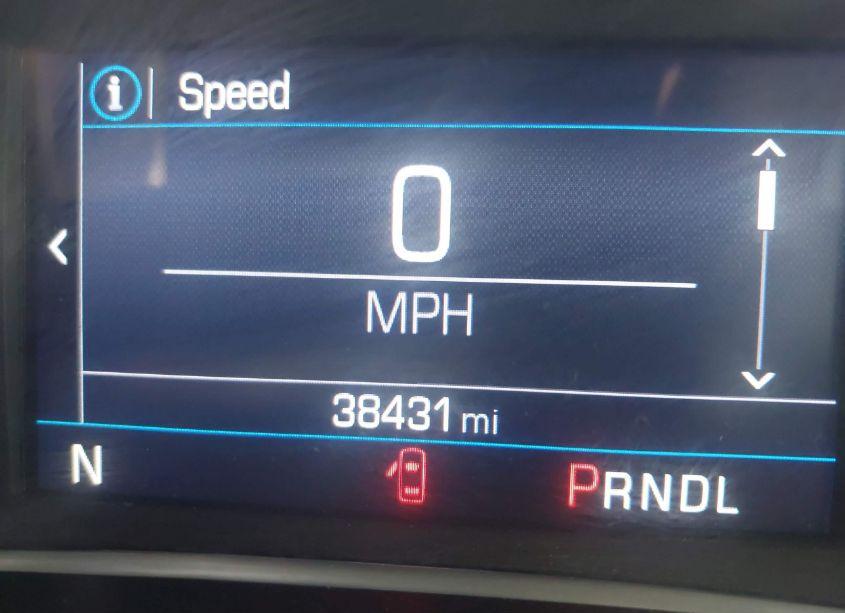 i Speed
0
MPH
38431 mi
N PRNDL